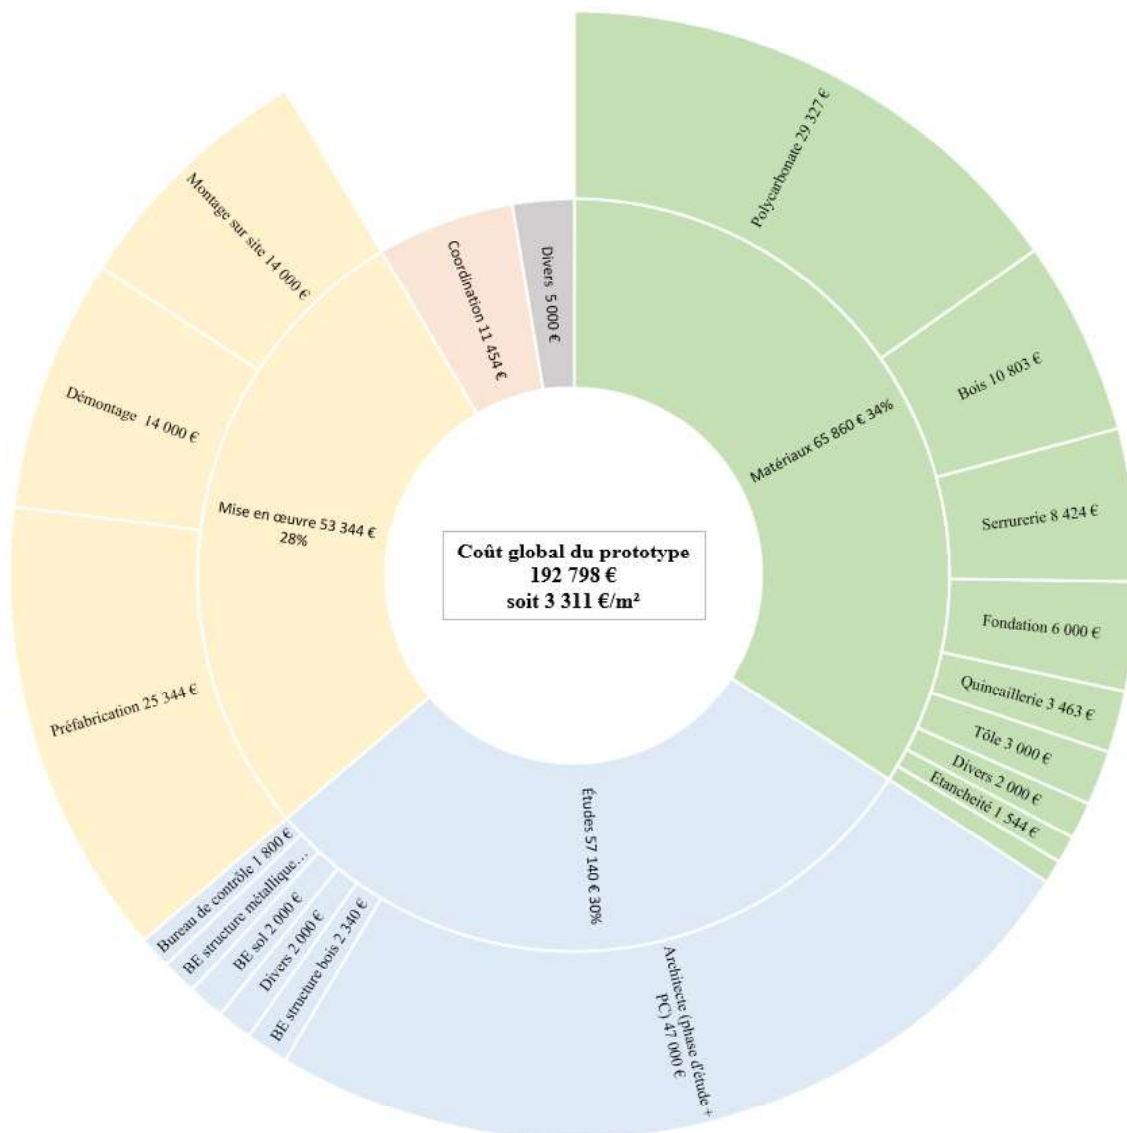 Coût global du prototype
192 798 €
soit 3 311 €/m²
Matériaux 65 860 € 34%
Polycarbonate 29 327 €
Bois 10 803 €
Serrurerie 8 424 €
Fondation 6 000 €
Quincaillerie 3 463 €
Tôle 3 000 €
Divers 2 000 €
Etancheité 1 544 €
Études 57 140 € 30%
Architecte (phase d'étude +
PC) 47 000 €
BE structure bois 2 340 €
Divers 2 000 €
BE sol 2 000 €
BE structure métallique…
Bureau de contrôle 1 800 €
Mise en œuvre 53 344 €
28%
Préfabrication 25 344 €
Démontage 14 000 €
Montage sur site 14 000 €
Coordination 11 454 €
Divers 5 000 €